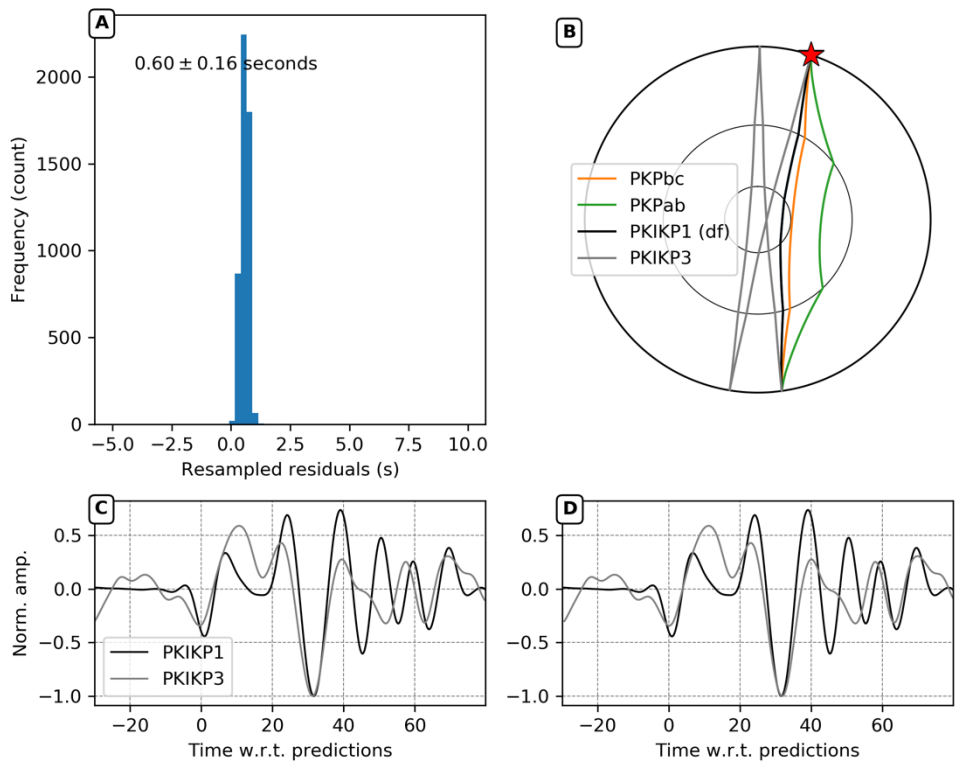 A
0.60 ± 0.16 seconds
Frequency (count)
2000
1500
1000
500
0
−5.0 −2.5 0.0 2.5 5.0 7.5 10.0
Resampled residuals (s)
B
PKPbc
PKPab
PKIKP1 (df)
PKIKP3
C
Norm. amp.
0.5
0.0
−0.5
−1.0
PKIKP1
PKIKP3
−20 0 20 40 60
Time w.r.t. predictions
D
0.5
0.0
−0.5
−1.0
−20 0 20 40 60
Time w.r.t. predictions